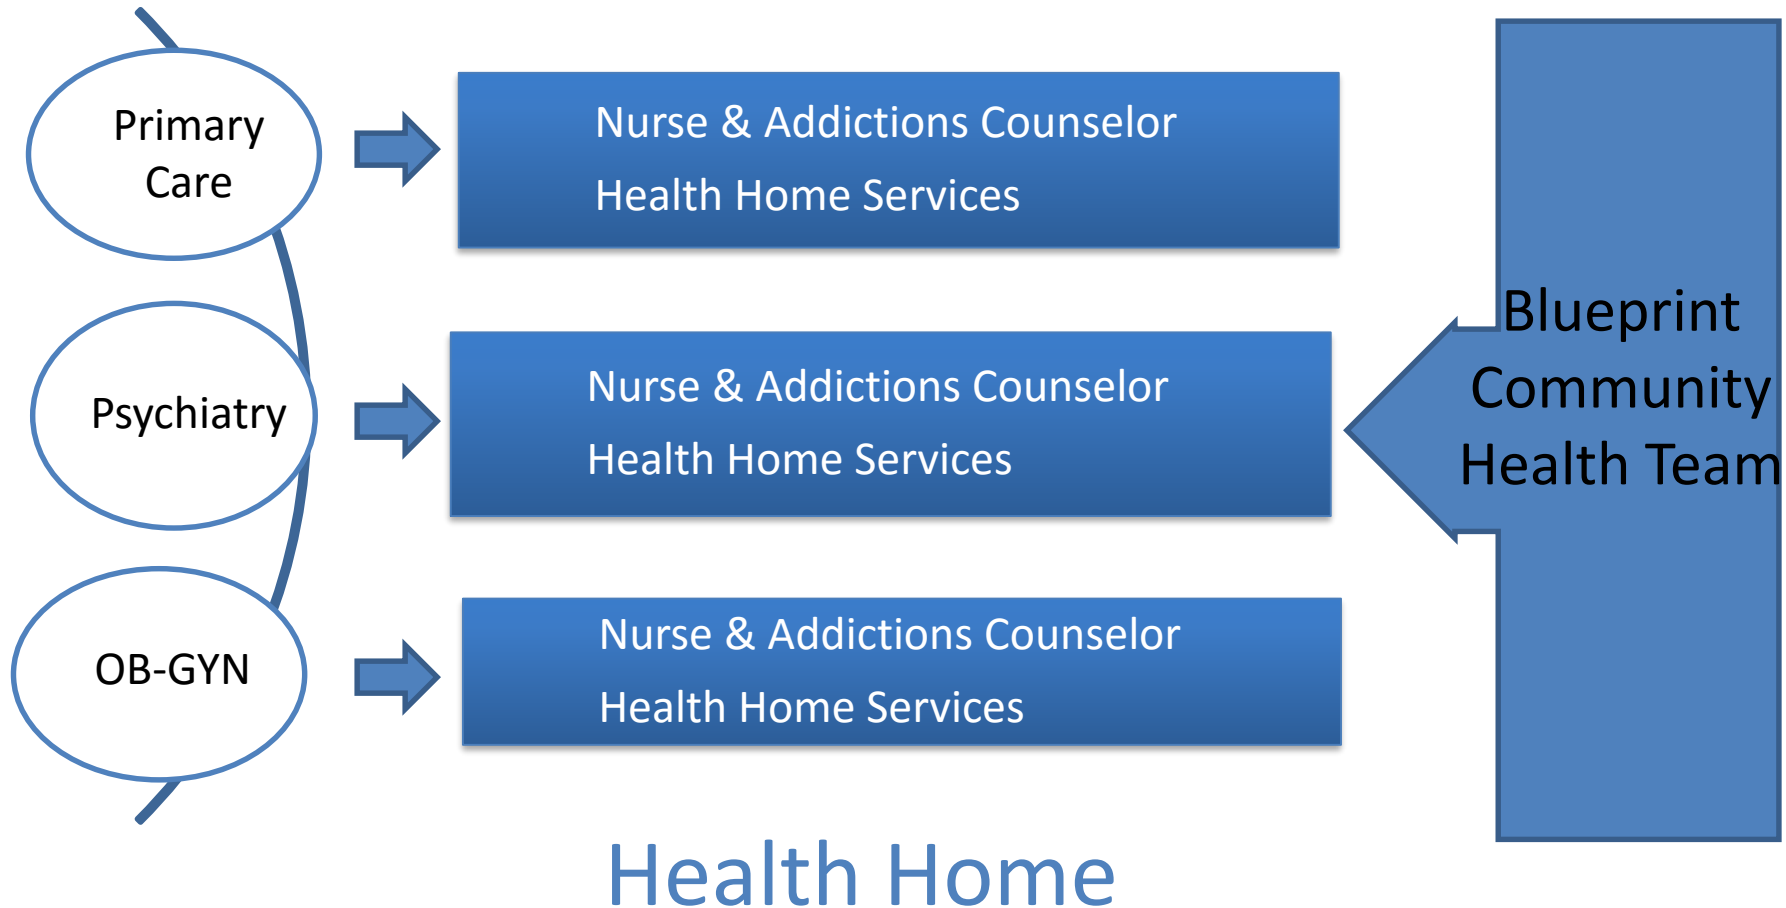 Primary
Care
Nurse & Addictions Counselor
Health Home Services
Psychiatry
Nurse & Addictions Counselor
Health Home Services
OB-GYN
Nurse & Addictions Counselor
Health Home Services
Blueprint
Community
Health Team
Health Home